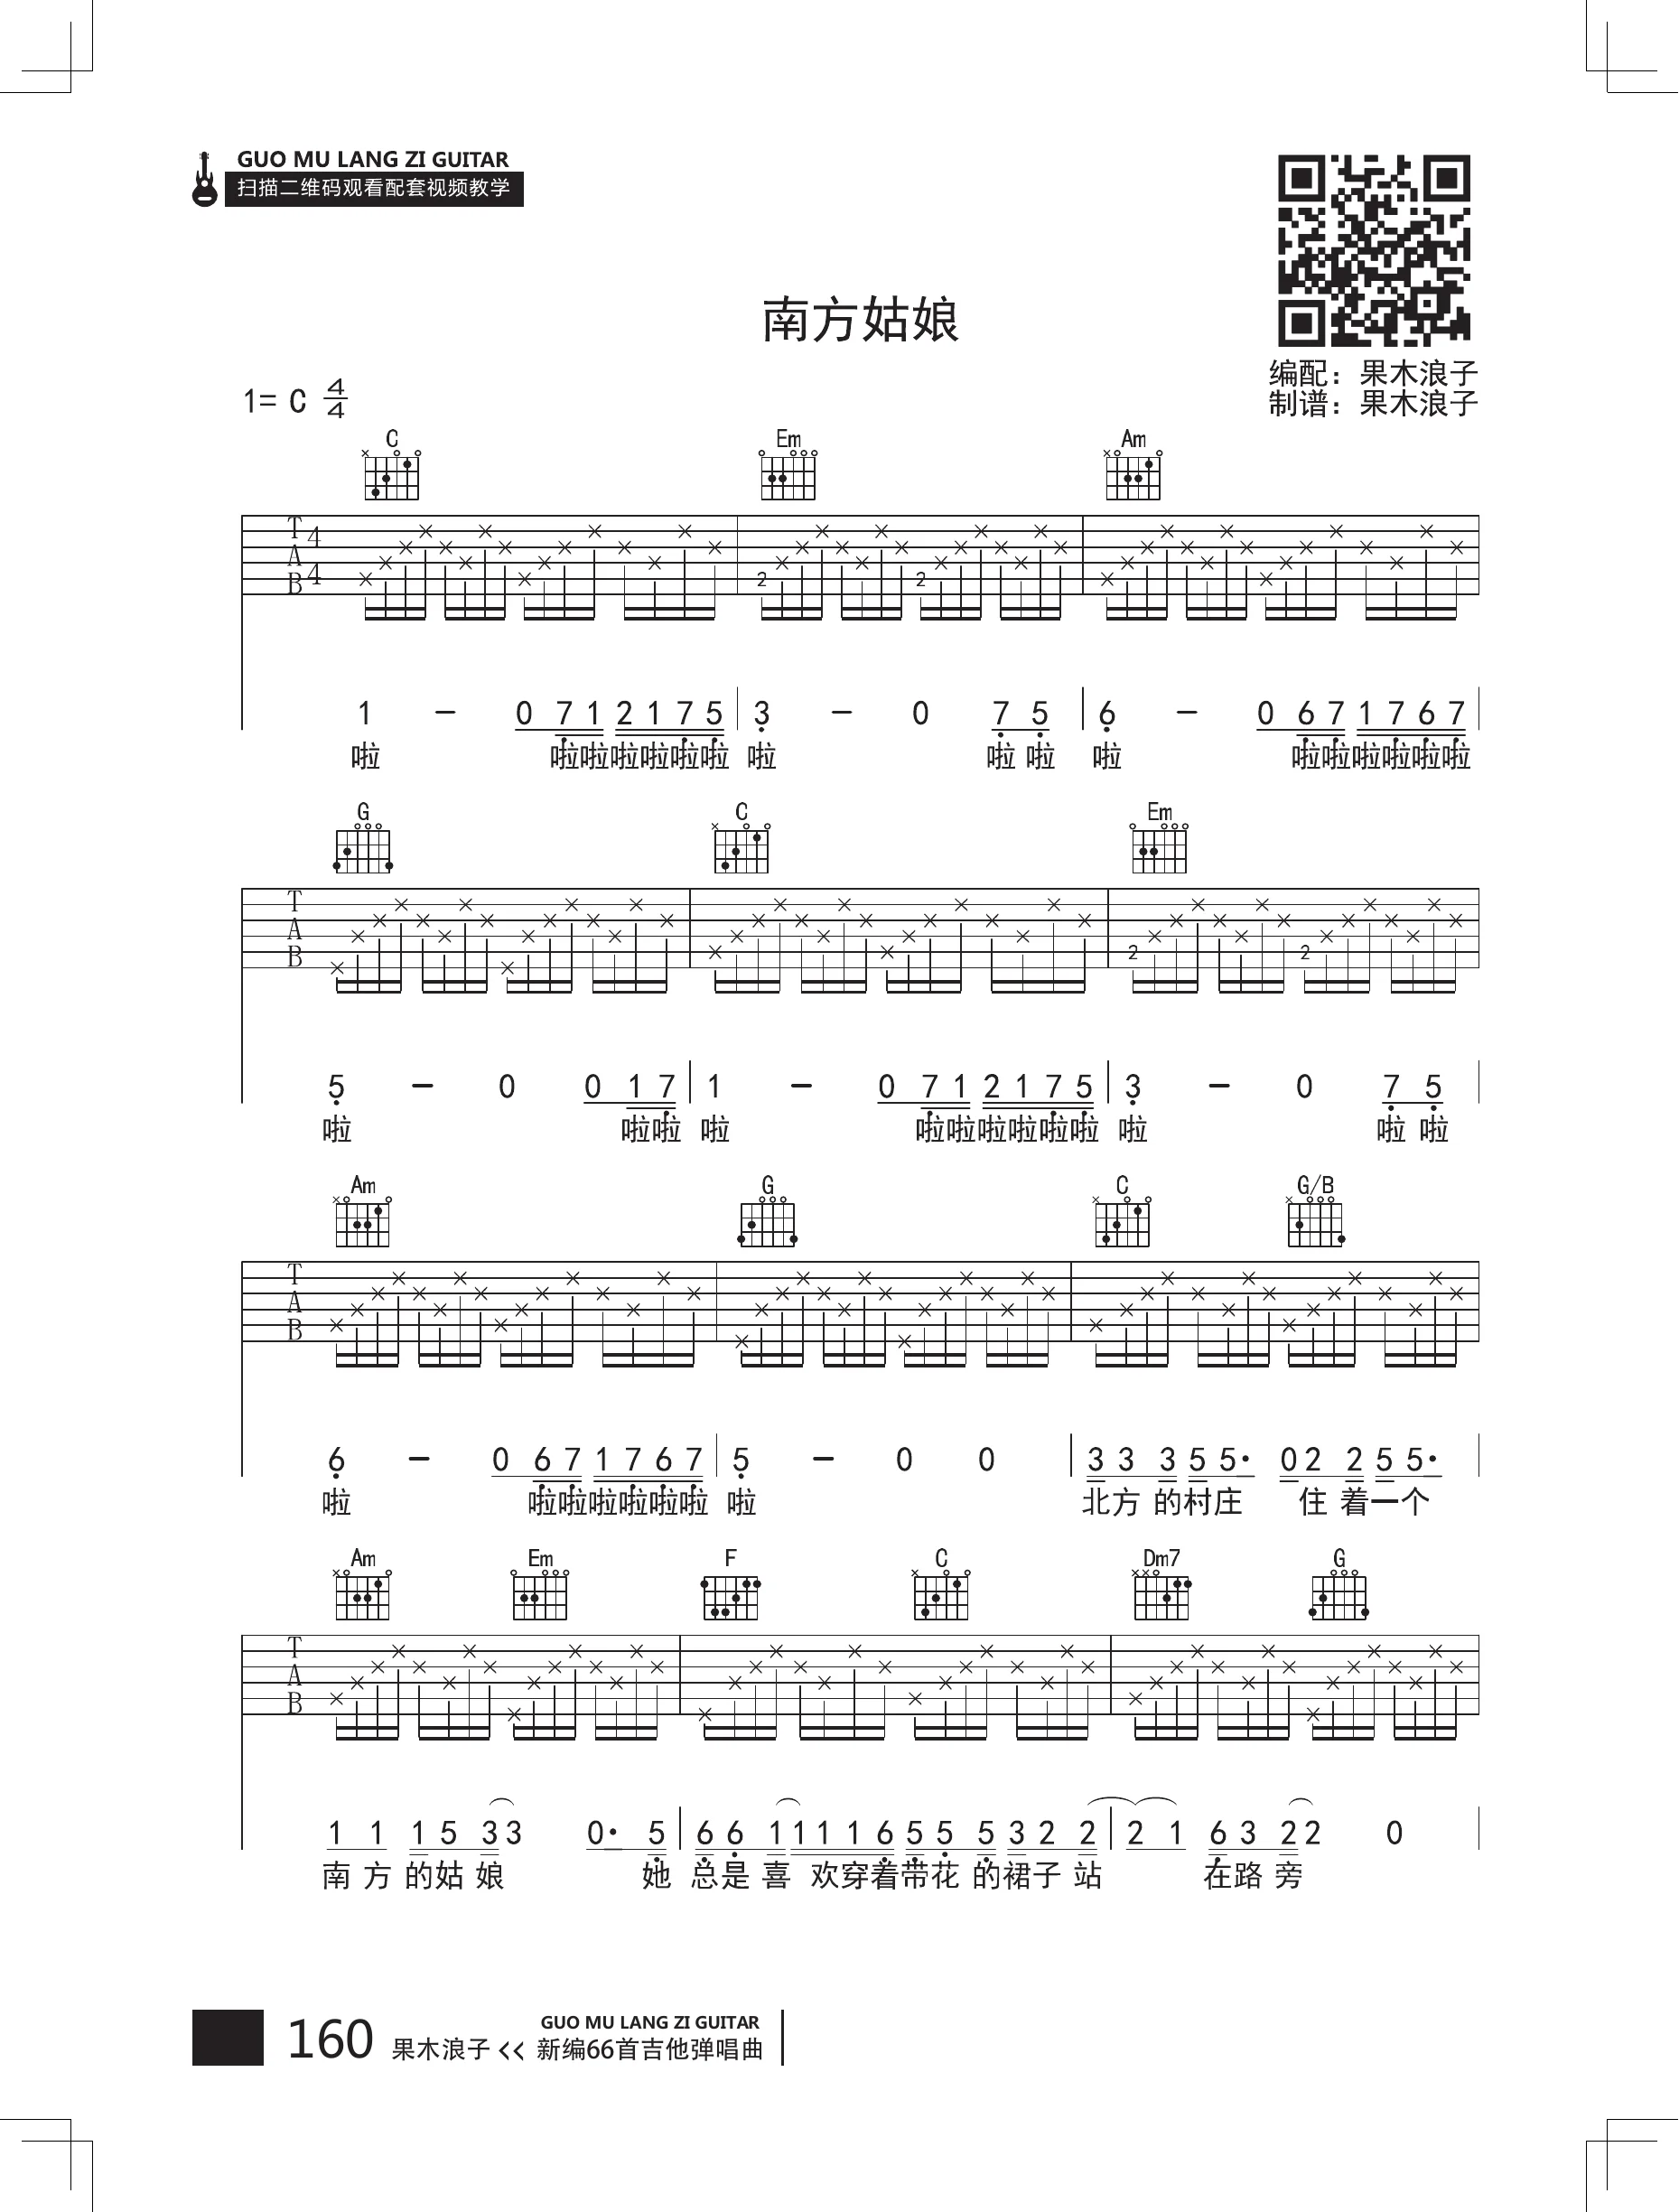 GUO MU LANG ZI GUITAR
扫描二维码观看配套视频教学
南方姑娘
编配：果木浪子
制谱：果木浪子
1= C 4/4
C Em Am
T A B 4 4
2 2
1 － 0 7 1 2 1 7 5 3 － 0 7 5 6 － 0 6 7 1 7 6 7
啦 啦啦啦啦啦啦 啦 啦 啦 啦 啦啦啦啦啦啦
G C Em
T A B
2 2
5 － 0 0 1 7 1 － 0 7 1 2 1 7 5 3 － 0 7 5
啦 啦啦 啦 啦啦啦啦啦啦 啦 啦 啦
Am G C G/B
T A B
6 － 0 6 7 1 7 6 7 5 － 0 0 3 3 3 5 5· 0 2 2 5 5·
啦 啦啦啦啦啦啦 啦 北方 的村庄 住 着一个
Am Em F C Dm7 G
T A B
1 1 1 5 3 3 0· 5 6 6 1 1 1 1 6 5 5 5 3 2 2 2 1 6 3 2 2 0
南 方 的姑 娘 她 总是 喜 欢穿着带花 的裙子 站 在路 旁
160 果木浪子 << GUO MU LANG ZI GUITAR
新编66首吉他弹唱曲